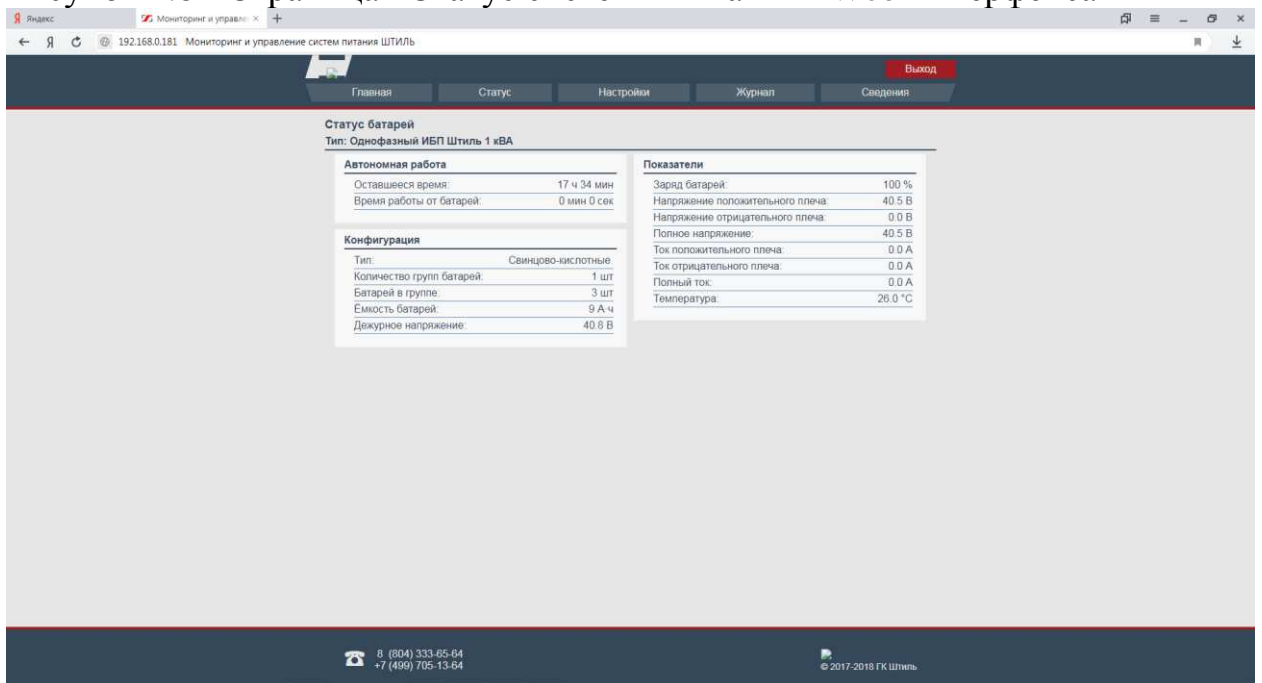 Яндекс
Мониторинг и управле
192.168.0.181 Мониторинг и управление систем питания ШТИЛЬ
Выход
Главная Статус Настройки Журнал Сведения
Статус батарей
Тип: Однофазный ИБП Штиль 1 кВА
Автономная работа
Оставшееся время: 17 ч 34 мин
Время работы от батарей: 0 мин 0 сек
Конфигурация
Тип: Свинцово-кислотные
Количество групп батарей: 1 шт
Батарей в группе: 3 шт
Ёмкость батарей: 9 А·ч
Дежурное напряжение: 40.8 В
Показатели
Заряд батарей: 100 %
Напряжение положительного плеча: 40.5 В
Напряжение отрицательного плеча: 0.0 В
Полное напряжение: 40.5 В
Ток положительного плеча: 0.0 А
Ток отрицательного плеча: 0.0 А
Полный ток: 0.0 А
Температура: 26.0 °C
8 (804) 333-65-64
+7 (499) 705-13-64
© 2017-2018 ГК Штиль